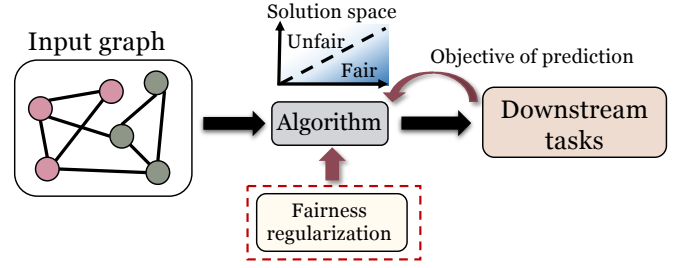 Solution space
Input graph
Unfair
Fair
Objective of prediction
Algorithm
Downstream
tasks
Fairness
regularization